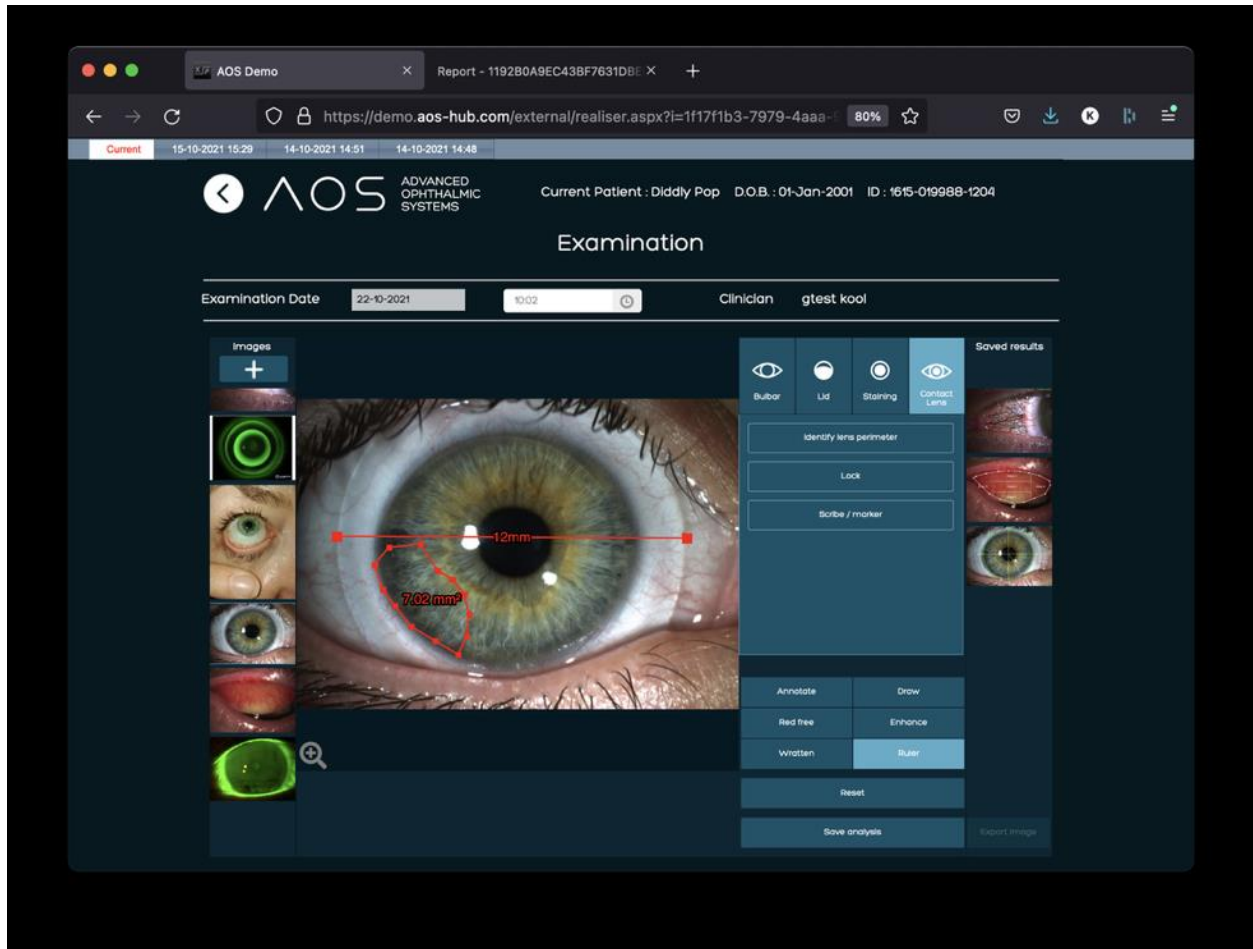 AOS Demo
Report - 1192B0A9EC43BF7631DBE
https://demo.aos-hub.com/external/realiser.aspx?i=1f17f1b3-7979-4aaa-
80%
K
Current 15-10-2021 15:29 14-10-2021 14:51 14-10-2021 14:48
AOS
ADVANCED
OPHTHALMIC
SYSTEMS
Current Patient : Diddly Pop D.O.B. : 01-Jan-2001 ID : 1615-019988-1204
Examination
Examination Date 22-10-2021 10:02 Clinician gtest kool
Images
Bulbar Lid Staining Contact
Lens
Saved results
Identify lens perimeter
Lock
Scribe / marker
12mm
7.02 mm²
Annotate Draw
Red free Enhance
Wratten Ruler
Reset
Save analysis
Export Image